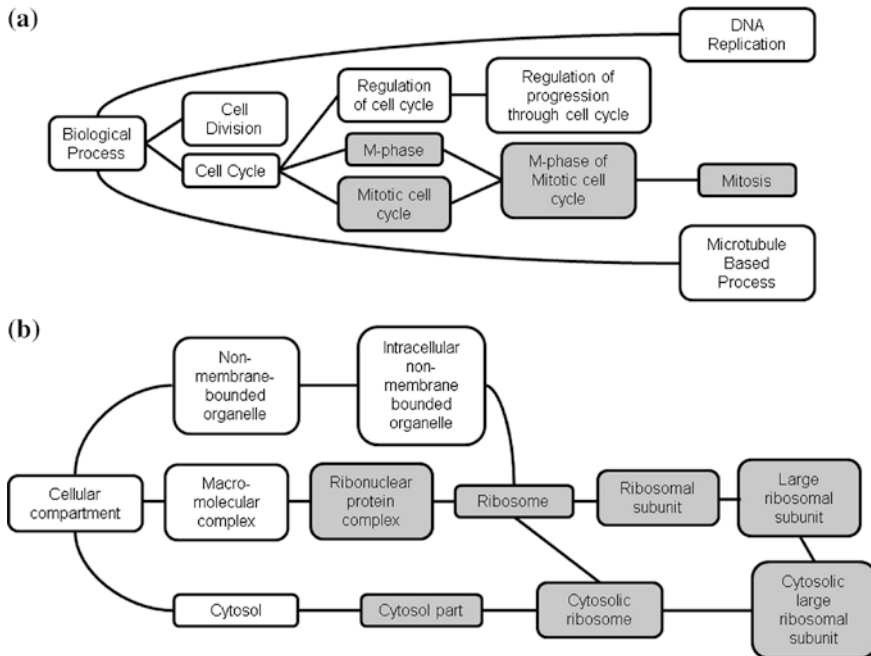 (a)
DNA
Replication
Regulation
of cell cycle
Regulation of
progression
through cell cycle
Cell
Division
Biological
Process
Cell Cycle
M-phase
Mitotic cell
cycle
M-phase of
Mitotic cell
cycle
Mitosis
Microtubule
Based
Process
(b)
Non-
membrane-
bounded
organelle
Intracellular
non-
membrane
bounded
organelle
Cellular
compartment
Macro-
molecular
complex
Ribonuclear
protein
complex
Ribosome
Ribosomal
subunit
Large
ribosomal
subunit
Cytosol
Cytosol part
Cytosolic
ribosome
Cytosolic
large
ribosomal
subunit